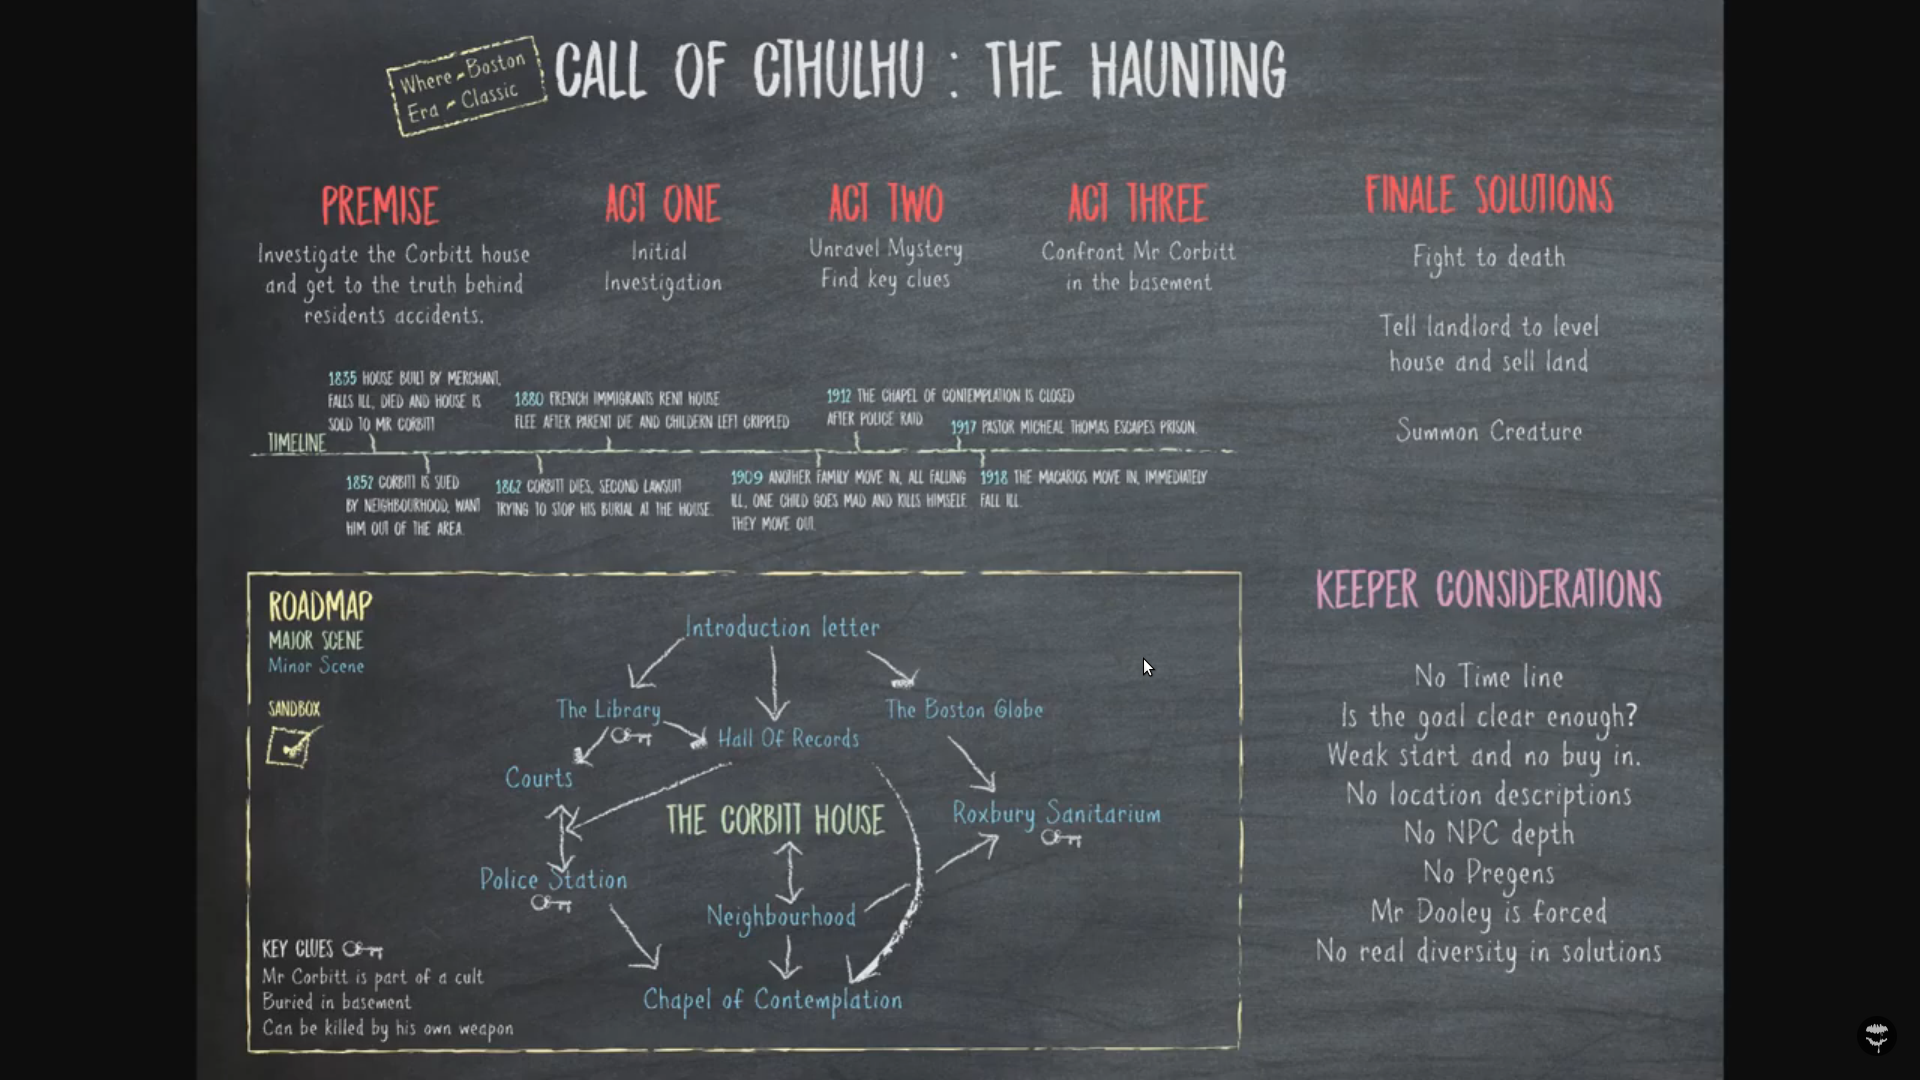 Where - Boston
Era - Classic
CALL OF CTHULHU : THE HAUNTING
PREMISE
Investigate the Corbitt house
and get to the truth behind
residents accidents.
ACT ONE
Initial
Investigation
ACT TWO
Unravel Mystery
Find key clues
ACT THREE
Confront Mr Corbitt
in the basement
FINALE SOLUTIONS
Fight to death
Tell landlord to level
house and sell land
Summon Creature
TIMELINE
1835 HOUSE BUILT BY MERCHANT,
FALLS ILL, DIED AND HOUSE IS
SOLD TO MR CORBITT
1852 CORBITT IS SUED
BY NEIGHBOURHOOD, WANT
HIM OUT OF THE AREA.
1862 CORBITT DIES, SECOND LAWSUIT
TRYING TO STOP HIS BURIAL AT THE HOUSE.
1880 FRENCH IMMIGRANTS RENT HOUSE
FLEE AFTER PARENT DIE AND CHILDERN LEFT CRIPPLED
1909 ANOTHER FAMILY MOVE IN, ALL FALLING
ILL, ONE CHILD GOES MAD AND KILLS HIMSELF.
THEY MOVE OUT.
1912 THE CHAPEL OF CONTEMPLATION IS CLOSED
AFTER POLICE RAID
1917 PASTOR MICHEAL THOMAS ESCAPES PRISON.
1918 THE MACARIOS MOVE IN, IMMEDIATELY
FALL ILL.
ROADMAP
MAJOR SCENE
Minor Scene
SANDBOX
Introduction letter
The Library
Hall Of Records
The Boston Globe
Courts
THE CORBITT HOUSE
Roxbury Sanitarium
Police Station
Neighbourhood
Chapel of Contemplation
KEY CLUES
Mr Corbitt is part of a cult
Buried in basement
Can be killed by his own weapon
KEEPER CONSIDERATIONS
No Time line
Is the goal clear enough?
Weak start and no buy in.
No location descriptions
No NPC depth
No Pregens
Mr Dooley is forced
No real diversity in solutions